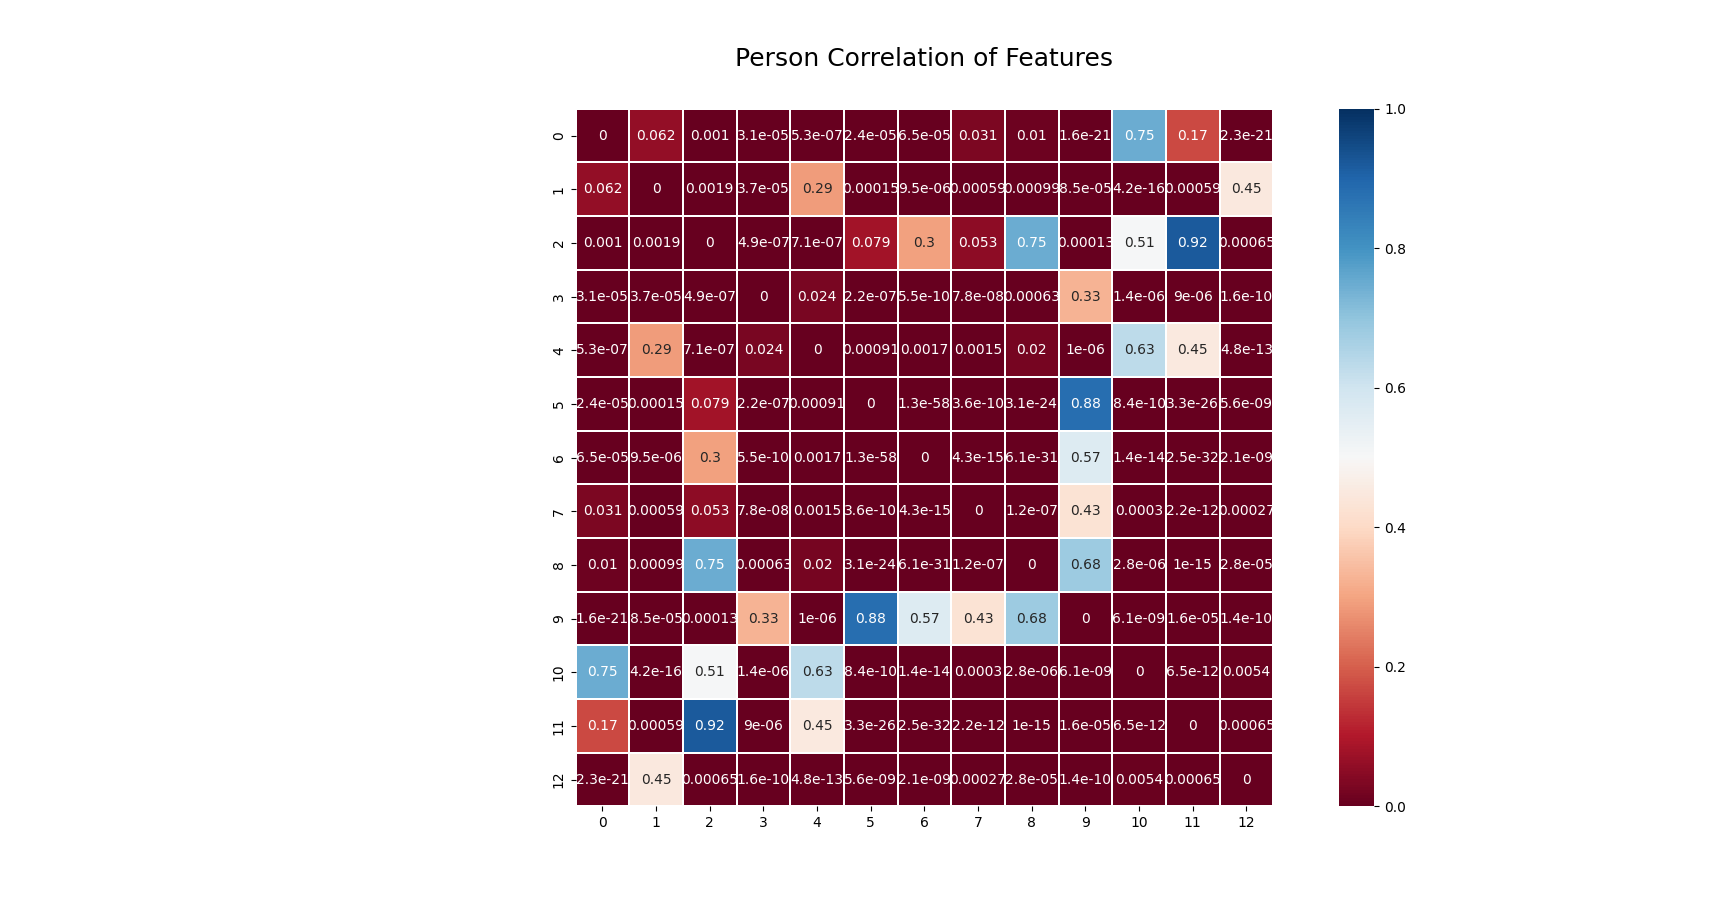 Person Correlation of Features
0 0 0.062 0.001 3.1e-05 5.3e-07 2.4e-05 6.5e-05 0.031 0.01 1.6e-21 0.75 0.17 2.3e-21
1 0.062 0 0.0019 3.7e-05 0.29 0.00015 9.5e-06 0.00059 0.00099 8.5e-05 4.2e-16 0.00059 0.45
2 0.001 0.0019 0 4.9e-07 7.1e-07 0.079 0.3 0.053 0.75 0.00013 0.51 0.92 0.00065
3 3.1e-05 3.7e-05 4.9e-07 0 0.024 2.2e-07 5.5e-10 7.8e-08 0.00063 0.33 1.4e-06 9e-06 1.6e-10
4 5.3e-07 0.29 7.1e-07 0.024 0 0.00091 0.0017 0.0015 0.02 1e-06 0.63 0.45 4.8e-13
5 2.4e-05 0.00015 0.079 2.2e-07 0.00091 0 1.3e-58 3.6e-10 3.1e-24 0.88 8.4e-10 3.3e-26 5.6e-09
6 6.5e-05 9.5e-06 0.3 5.5e-10 0.0017 1.3e-58 0 4.3e-15 6.1e-31 0.57 1.4e-14 2.5e-32 2.1e-09
7 0.031 0.00059 0.053 7.8e-08 0.0015 3.6e-10 4.3e-15 0 1.2e-07 0.43 0.0003 2.2e-12 0.00027
8 0.01 0.00099 0.75 0.00063 0.02 3.1e-24 6.1e-31 1.2e-07 0 0.68 2.8e-06 1e-15 2.8e-05
9 1.6e-21 8.5e-05 0.00013 0.33 1e-06 0.88 0.57 0.43 0.68 0 6.1e-09 1.6e-05 1.4e-10
10 0.75 4.2e-16 0.51 1.4e-06 0.63 8.4e-10 1.4e-14 0.0003 2.8e-06 6.1e-09 0 6.5e-12 0.0054
11 0.17 0.00059 0.92 9e-06 0.45 3.3e-26 2.5e-32 2.2e-12 1e-15 1.6e-05 6.5e-12 0 0.00065
12 2.3e-21 0.45 0.00065 1.6e-10 4.8e-13 5.6e-09 2.1e-09 0.00027 2.8e-05 1.4e-10 0.0054 0.00065 0
0 1 2 3 4 5 6 7 8 9 10 11 12
1.0
0.8
0.6
0.4
0.2
0.0